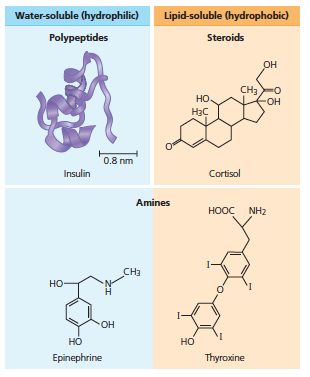 Water-soluble (hydrophilic)
Lipid-soluble (hydrophobic)
Polypeptides
Steroids
0.8 nm
Insulin
OH
CH3
O
OH
HO
H3C
O
Cortisol
Amines
HO
N
H
CH3
OH
HO
Epinephrine
HOOC NH2
I
I
O
I
I
HO
Thyroxine